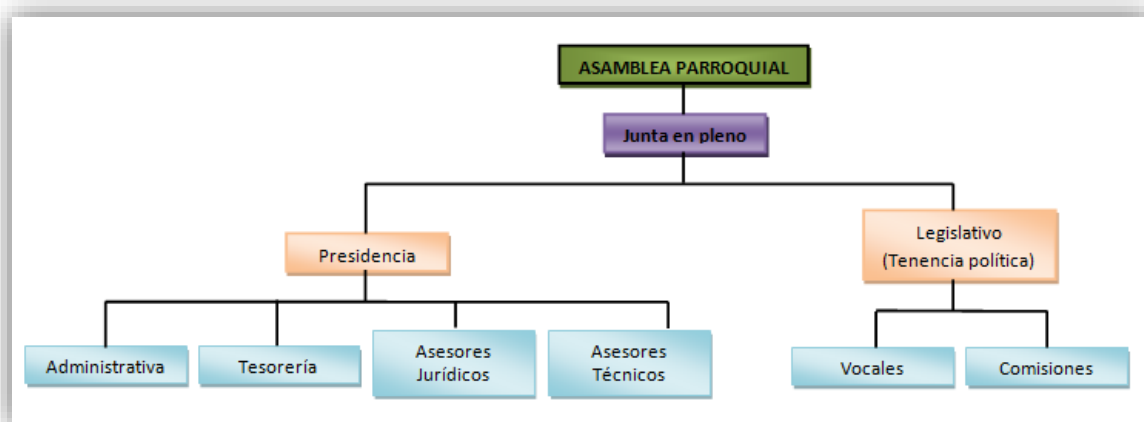 ASAMBLEA PARROQUIAL
Junta en pleno
Presidencia
Legislativo
(Tenencia política)
Administrativa
Tesorería
Asesores
Jurídicos
Asesores
Técnicos
Vocales
Comisiones